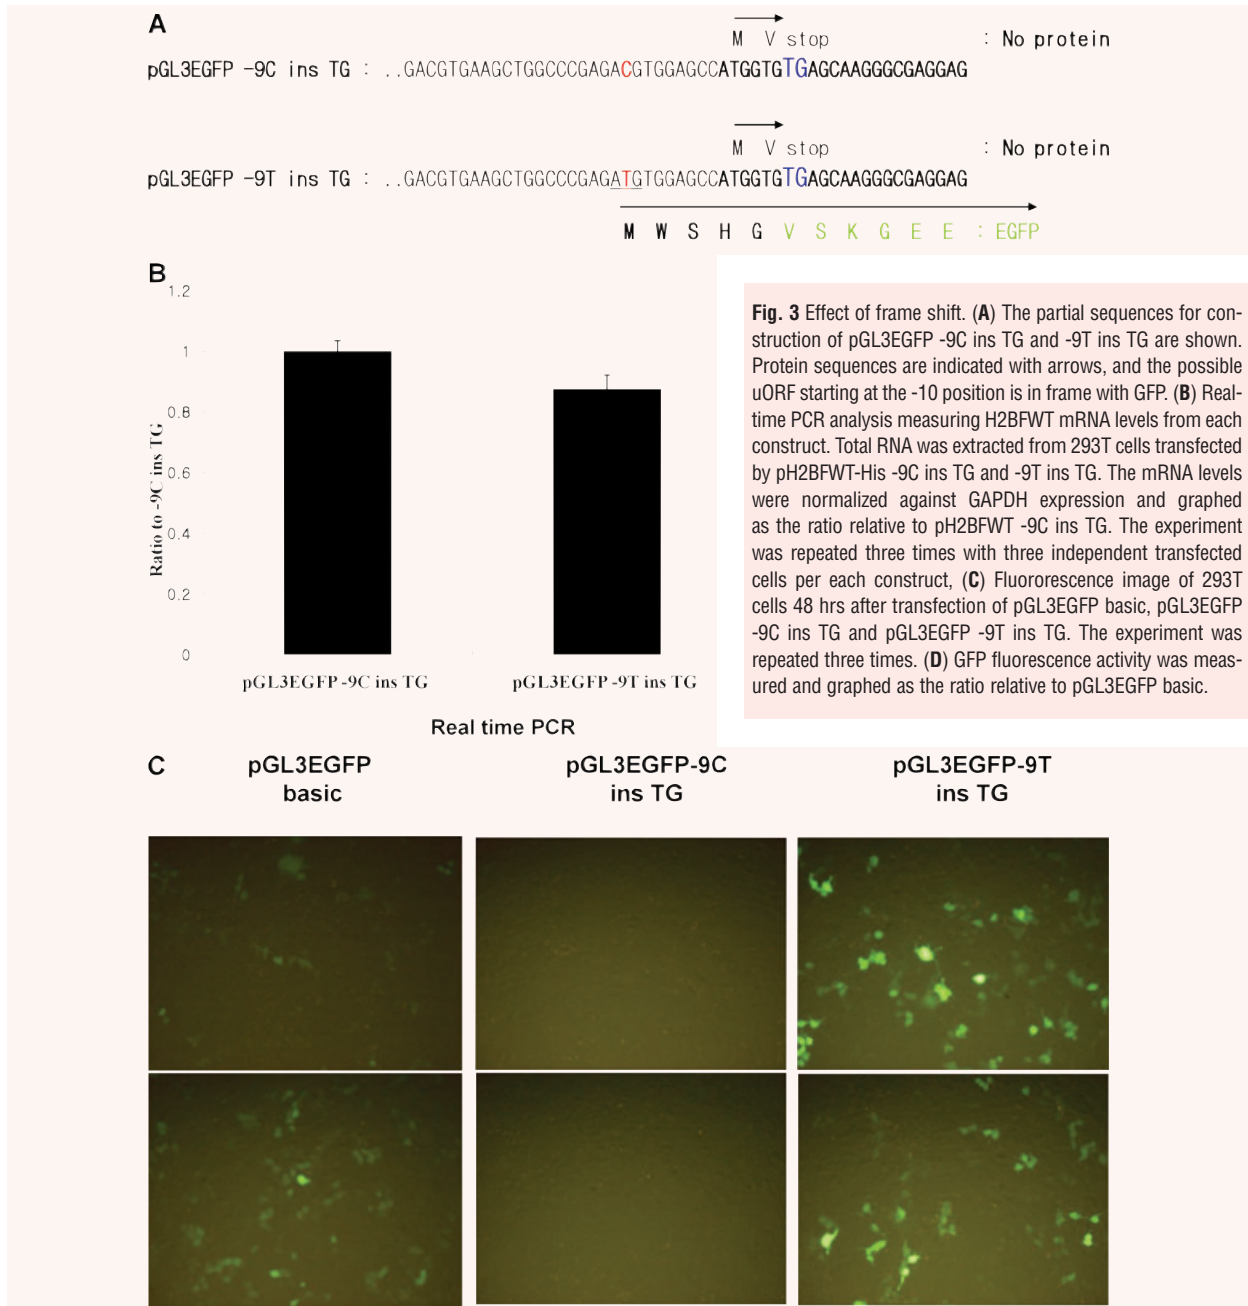 A
M V stop : No protein
pGL3EGFP -9C ins TG : ..GACGTGAAGCTGGCCCGAGACGTGGAGCCATGGTGTGAGCAAGGGCGAGGAG
M V stop : No protein
pGL3EGFP -9T ins TG : ..GACGTGAAGCTGGCCCGAGATGTGGAGCCATGGTGTGAGCAAGGGCGAGGAG
M W S H G V S K G E E : EGFP
B
1.2
1
0.8
0.6
0.4
0.2
0
Ratio to -9C ins TG
pGL3EGFP -9C ins TG
pGL3EGFP -9T ins TG
Real time PCR
Fig. 3 Effect of frame shift. (A) The partial sequences for con-
struction of pGL3EGFP -9C ins TG and -9T ins TG are shown.
Protein sequences are indicated with arrows, and the possible
uORF starting at the -10 position is in frame with GFP. (B) Real-
time PCR analysis measuring H2BFWT mRNA levels from each
construct. Total RNA was extracted from 293T cells transfected
by pH2BFWT-His -9C ins TG and -9T ins TG. The mRNA levels
were normalized against GAPDH expression and graphed
as the ratio relative to pH2BFWT -9C ins TG. The experiment
was repeated three times with three independent transfected
cells per each construct, (C) Fluororescence image of 293T
cells 48 hrs after transfection of pGL3EGFP basic, pGL3EGFP
-9C ins TG and pGL3EGFP -9T ins TG. The experiment was
repeated three times. (D) GFP fluorescence activity was meas-
ured and graphed as the ratio relative to pGL3EGFP basic.
C
pGL3EGFP
basic
pGL3EGFP-9C
ins TG
pGL3EGFP-9T
ins TG